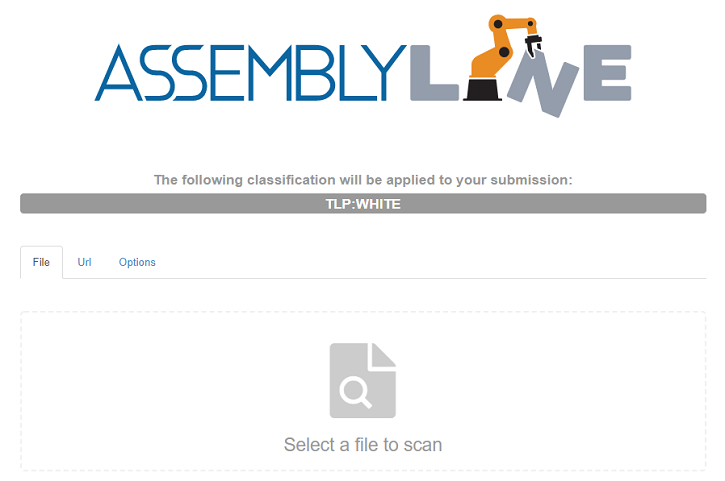 ASSEMBLYLINE
The following classification will be applied to your submission:
TLP:WHITE
File Url Options
Select a file to scan